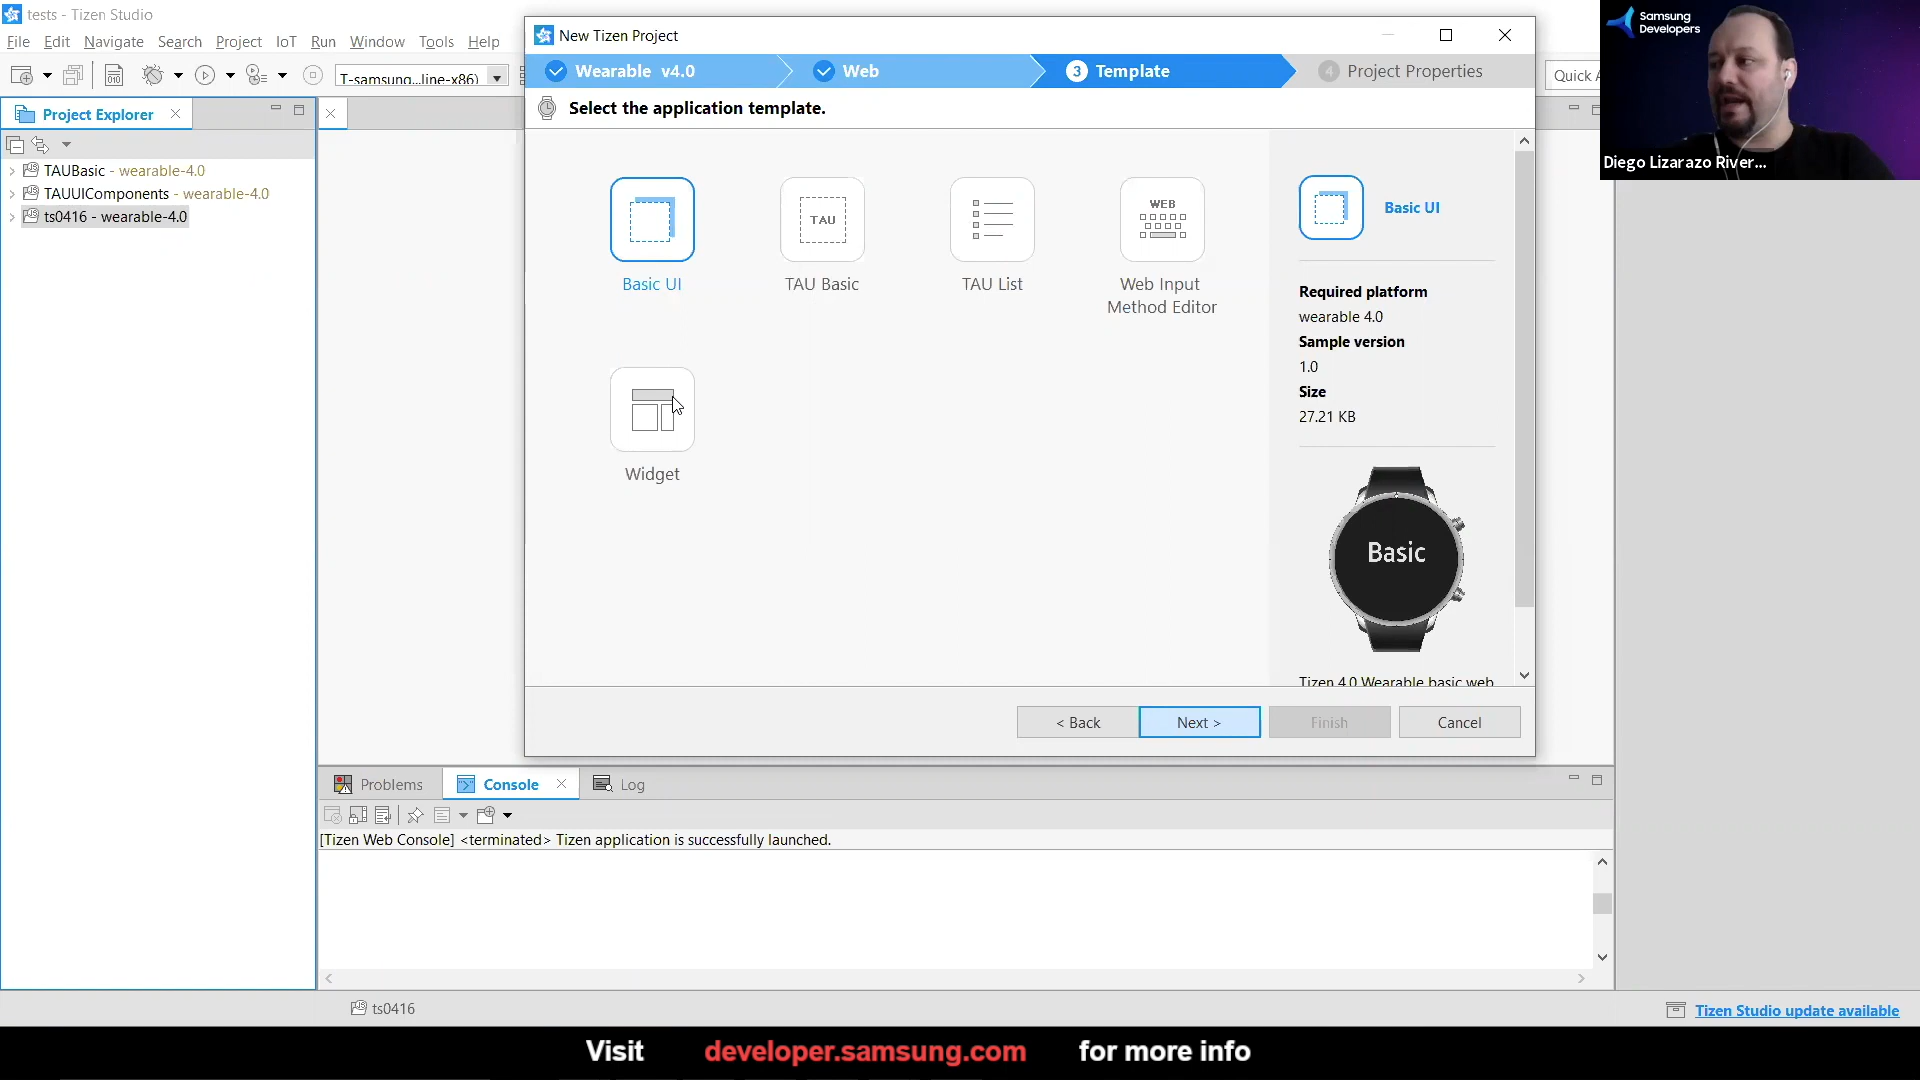 tests - Tizen Studio
File Edit Navigate Search Project IoT Run Window Tools Help
T-samsung...line-x86)
Quick A
Project Explorer
TAUBasic - wearable-4.0
TAUUIComponents - wearable-4.0
ts0416 - wearable-4.0
New Tizen Project
Wearable v4.0
Web
3 Template
4 Project Properties
Select the application template.
Basic UI
TAU
TAU Basic
TAU List
WEB
Web Input
Method Editor
Widget
Basic UI
Required platform
wearable 4.0
Sample version
1.0
Size
27.21 KB
Basic
Tizen 4.0 Wearable basic web
< Back
Next >
Finish
Cancel
Samsung
Developers
Diego Lizarazo River...
Problems
Console
Log
[Tizen Web Console] <terminated> Tizen application is successfully launched.
ts0416
Tizen Studio update available
Visit developer.samsung.com for more info